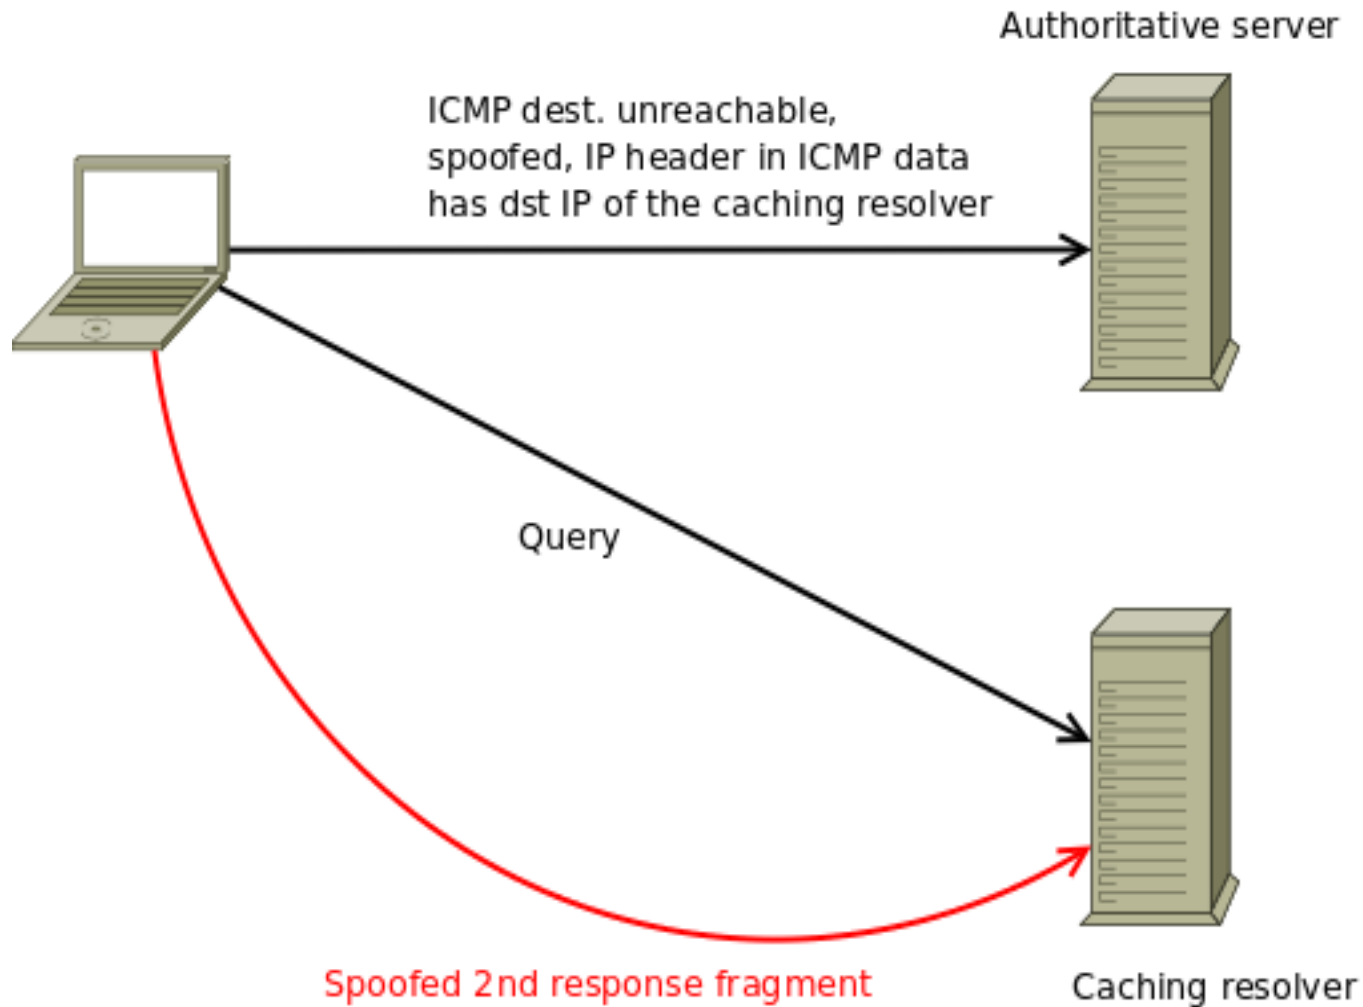 Authoritative server
ICMP dest. unreachable,
spoofed, IP header in ICMP data
has dst IP of the caching resolver
Query
Spoofed 2nd response fragment
Caching resolver